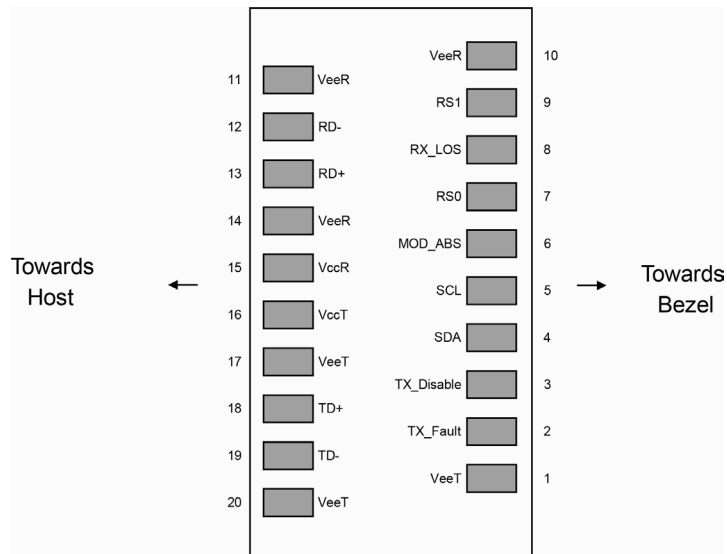 VeeR 10
11 VeeR
RS1 9
12 RD-
RX_LOS 8
13 RD+
RS0 7
14 VeeR
MOD_ABS 6
Towards
Host
15 VccR
SCL 5
Towards
Bezel
16 VccT
SDA 4
17 VeeT
TX_Disable 3
18 TD+
TX_Fault 2
19 TD-
VeeT 1
20 VeeT